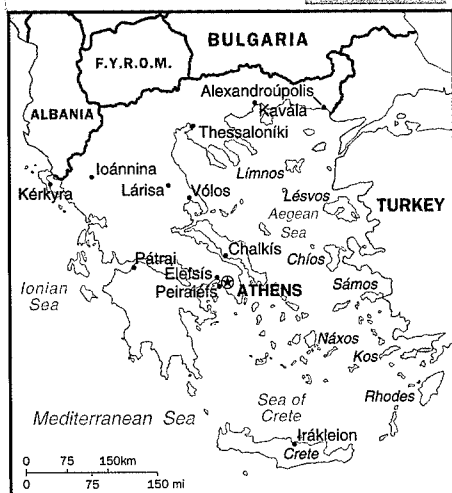 BULGARIA
F.Y.R.O.M.
ALBANIA
Alexandroúpolis
Kavála
Thessaloníki
Límnos
Ioánnina
Lárisa
Vólos
Kérkyra
Lésvos
Aegean
Sea
TURKEY
Chalkís
Chíos
Pátrai
Elefsís
Peiraiéfs
ATHENS
Sámos
Ionian
Sea
Náxos
Kos
Rhodes
Sea of
Crete
Mediterranean Sea
Irákleion
Crete
0 75 150km
0 75 150 mi